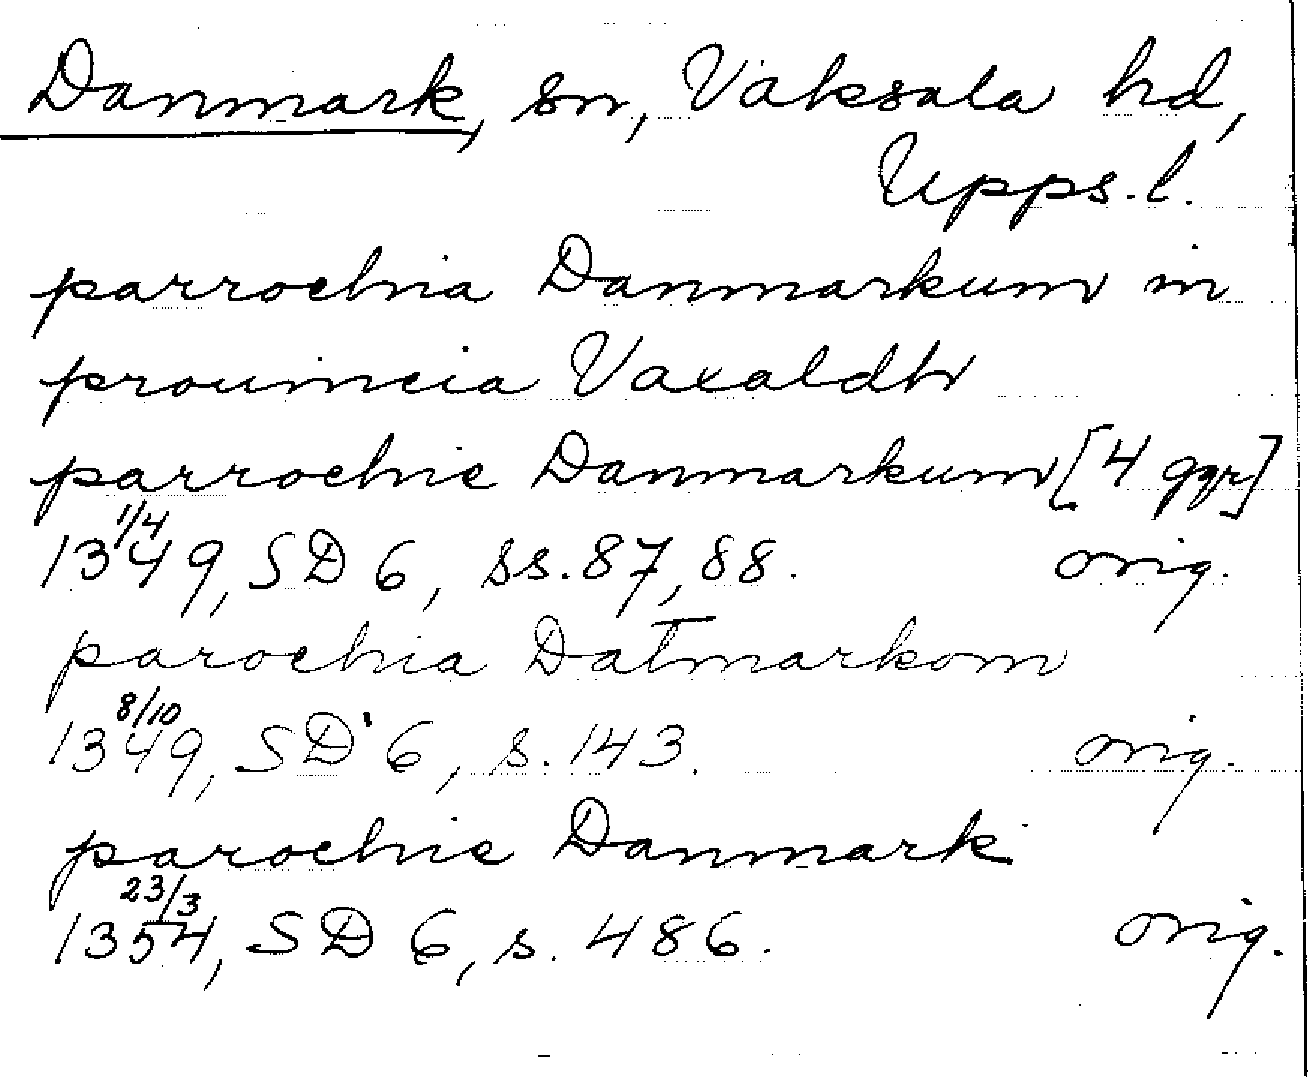 Danmark, sn, Vaksala hd,
Upps. l.
parrochia Danmarkum in
prouincia Vaxaldh
parrochie Danmarkum [4 ggr]
1/4
1349, SD 6, ss. 87, 88. orig.
parochia Datmarkom
8/10
1349, SD 6, s. 143. orig.
parochie Danmark
23/3
1354, SD 6, s. 486. orig.